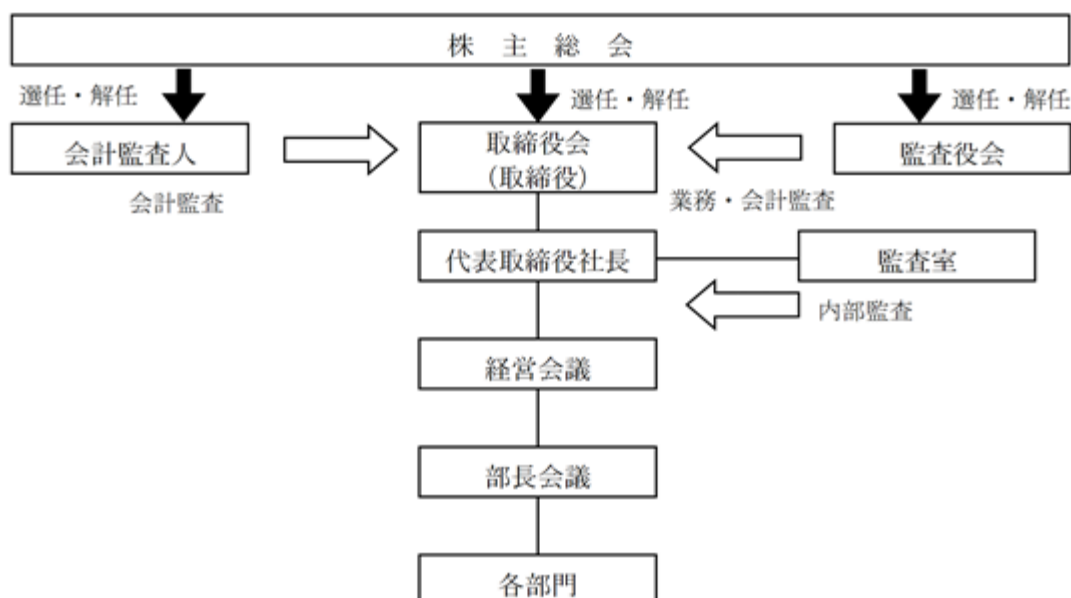 株 主 総 会
選任・解任
選任・解任
選任・解任
会計監査人
取締役会
(取締役)
監査役会
会計監査
業務・会計監査
代表取締役社長
監査室
内部監査
経営会議
部長会議
各部門